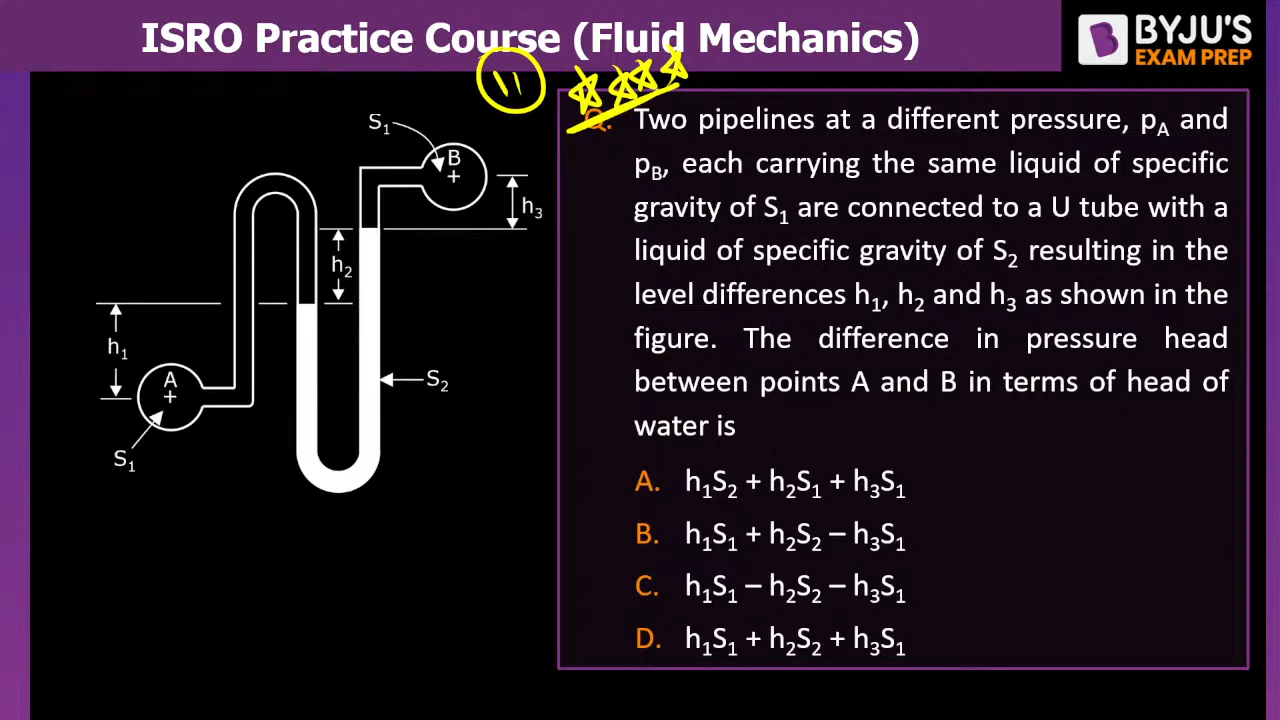 ISRO Practice Course (Fluid Mechanics)
BYJU'S
EXAM PREP
11
S₁
B
+
h₃
h₂
h₁
A
+
S₂
S₁
Q. Two pipelines at a different pressure, p_A and
p_B, each carrying the same liquid of specific
gravity of S₁ are connected to a U tube with a
liquid of specific gravity of S₂ resulting in the
level differences h₁, h₂ and h₃ as shown in the
figure. The difference in pressure head
between points A and B in terms of head of
water is
A. h₁S₂ + h₂S₁ + h₃S₁
B. h₁S₁ + h₂S₂ – h₃S₁
C. h₁S₁ – h₂S₂ – h₃S₁
D. h₁S₁ + h₂S₂ + h₃S₁